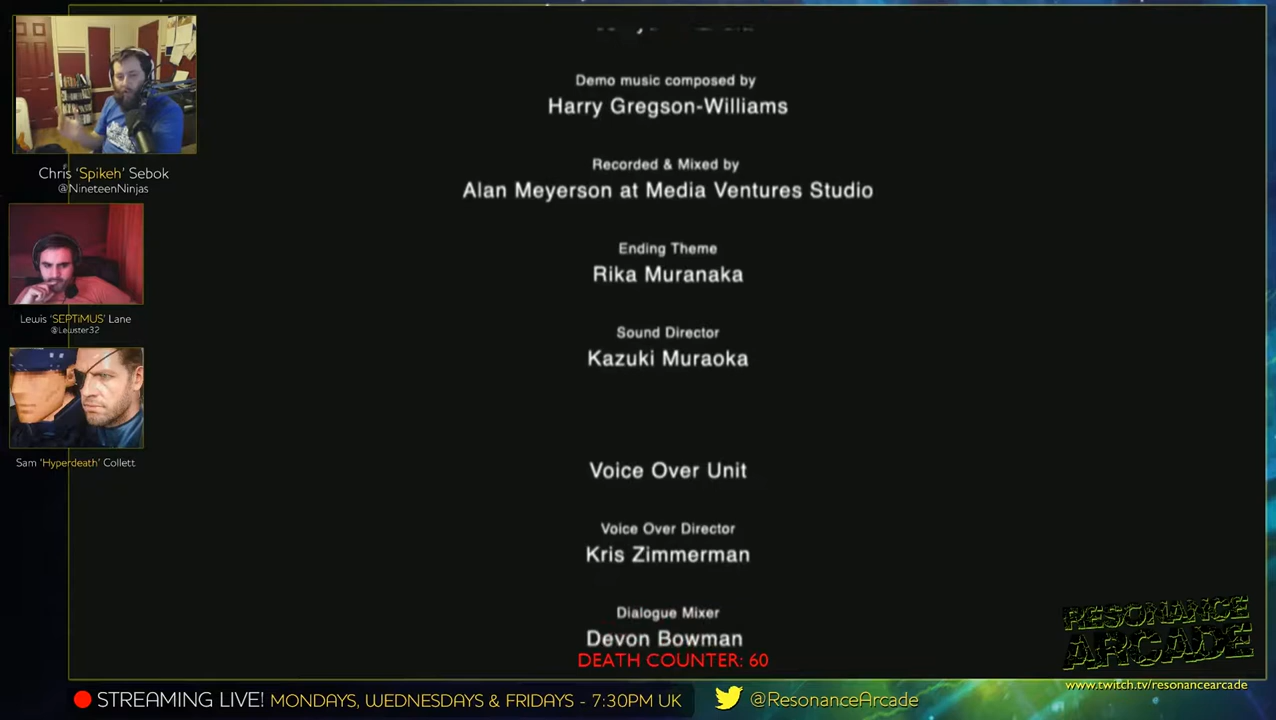 Demo music composed by
Harry Gregson-Williams
Recorded & Mixed by
Alan Meyerson at Media Ventures Studio
Ending Theme
Rika Muranaka
Sound Director
Kazuki Muraoka
Voice Over Unit
Voice Over Director
Kris Zimmerman
Dialogue Mixer
Devon Bowman
DEATH COUNTER: 60
Chris 'Spikeh' Sebok
@NineteenNinjas
Lewis 'SEPTiMUS' Lane
@Lewster32
Sam 'Hyperdeath' Collett
RESONANCE
ARCADE
www.twitch.tv/resonancearcade
STREAMING LIVE! MONDAYS, WEDNESDAYS & FRIDAYS - 7:30PM UK
@ResonanceArcade